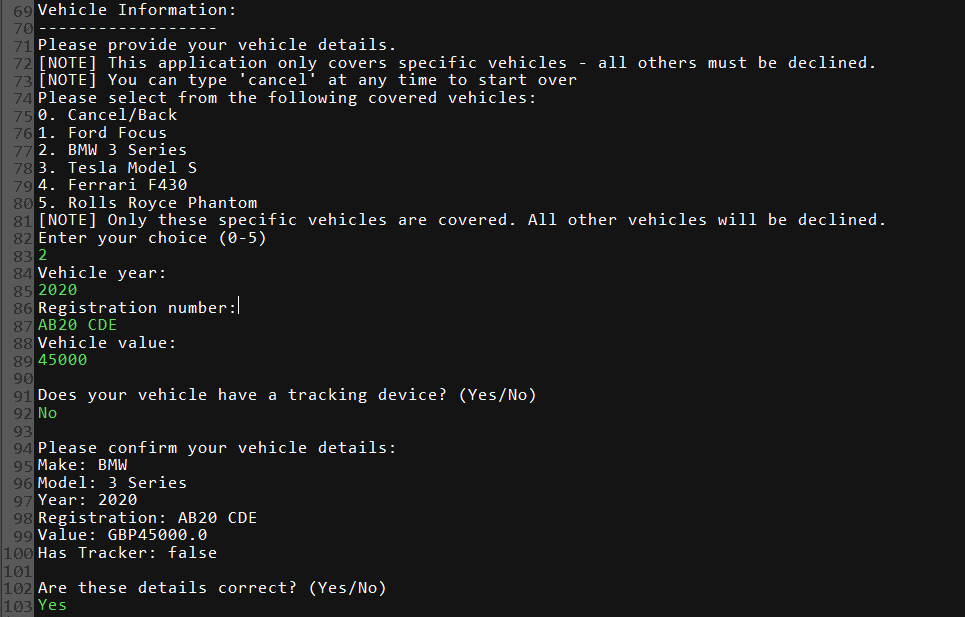 69 Vehicle Information:
70 ------------------
71 Please provide your vehicle details.
72 [NOTE] This application only covers specific vehicles - all others must be declined.
73 [NOTE] You can type 'cancel' at any time to start over
74 Please select from the following covered vehicles:
75 0. Cancel/Back
76 1. Ford Focus
77 2. BMW 3 Series
78 3. Tesla Model S
79 4. Ferrari F430
80 5. Rolls Royce Phantom
81 [NOTE] Only these specific vehicles are covered. All other vehicles will be declined.
82 Enter your choice (0-5)
83 2
84 Vehicle year:
85 2020
86 Registration number:
87 AB20 CDE
88 Vehicle value:
89 45000
90
91 Does your vehicle have a tracking device? (Yes/No)
92 No
93
94 Please confirm your vehicle details:
95 Make: BMW
96 Model: 3 Series
97 Year: 2020
98 Registration: AB20 CDE
99 Value: GBP45000.0
100 Has Tracker: false
101
102 Are these details correct? (Yes/No)
103 Yes